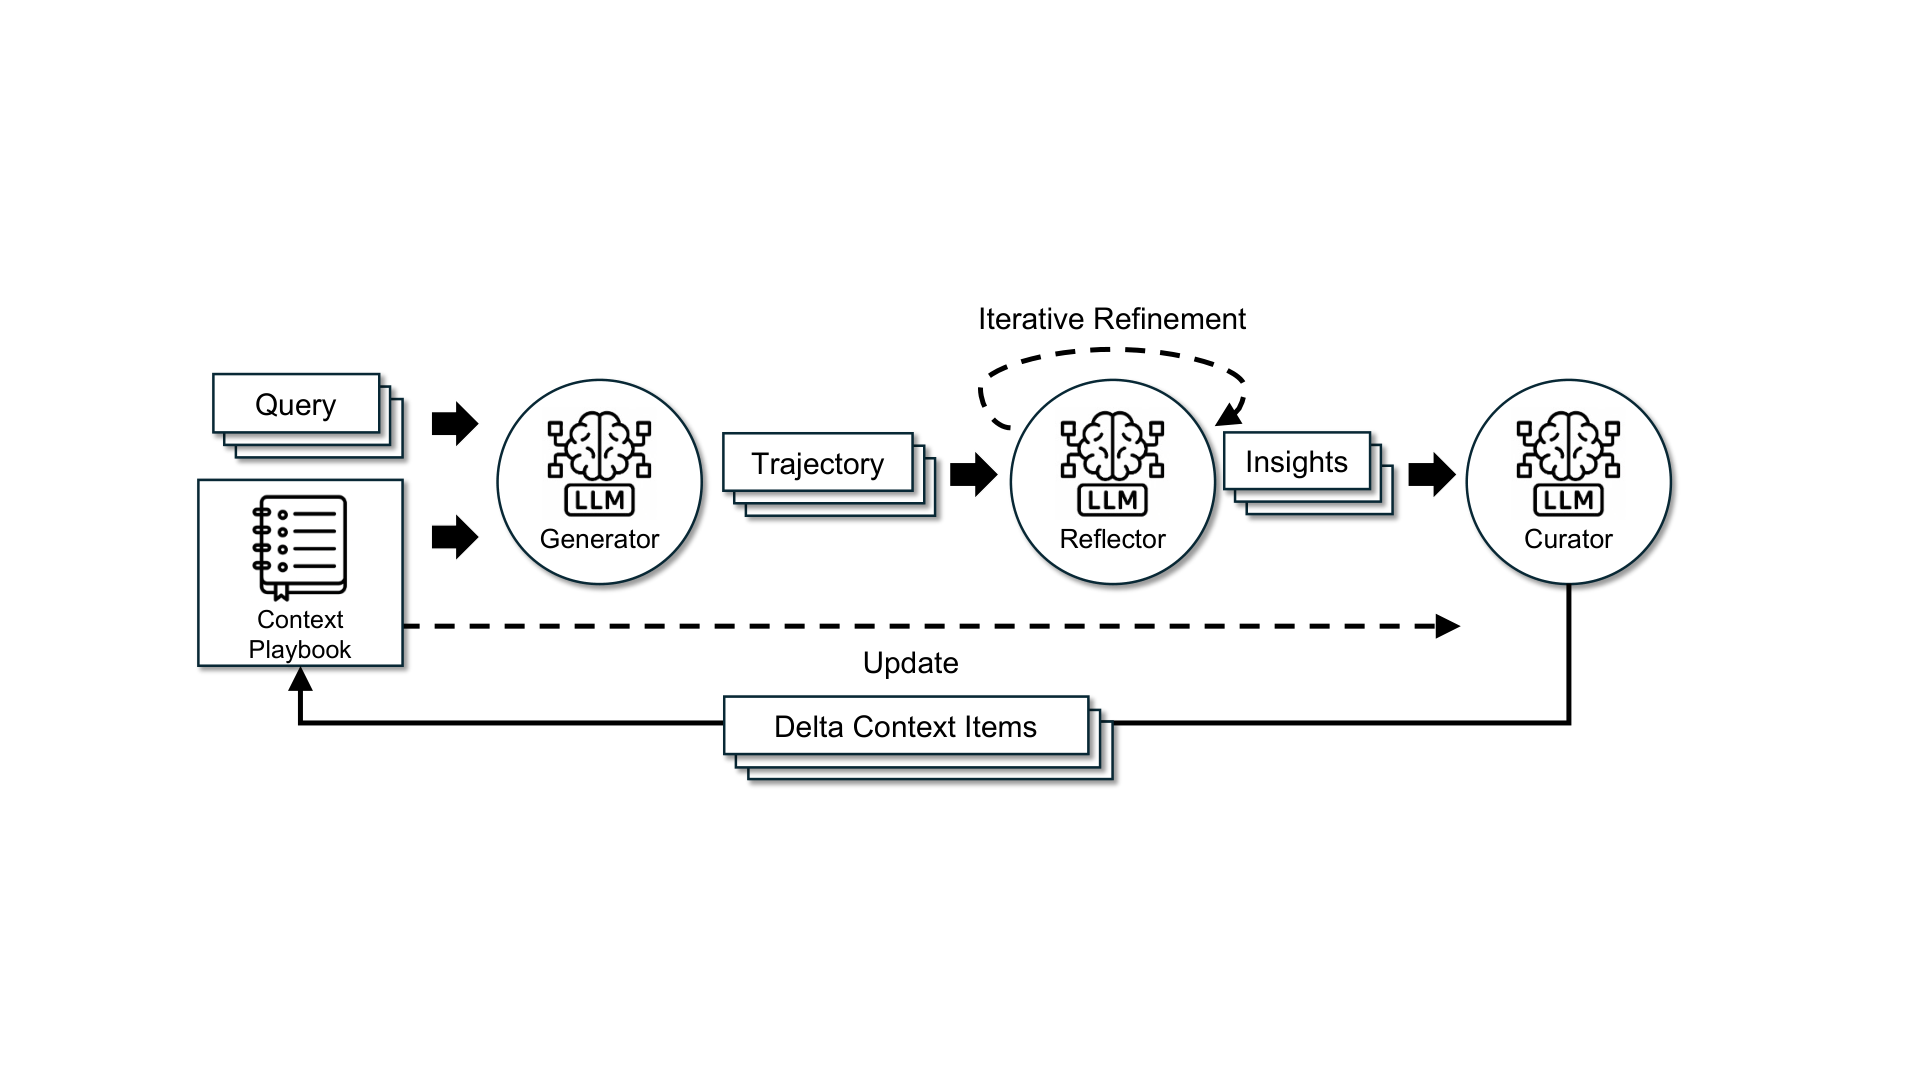 Iterative Refinement
Query
LLM
Generator
Trajectory
LLM
Reflector
Insights
LLM
Curator
Context
Playbook
Update
Delta Context Items